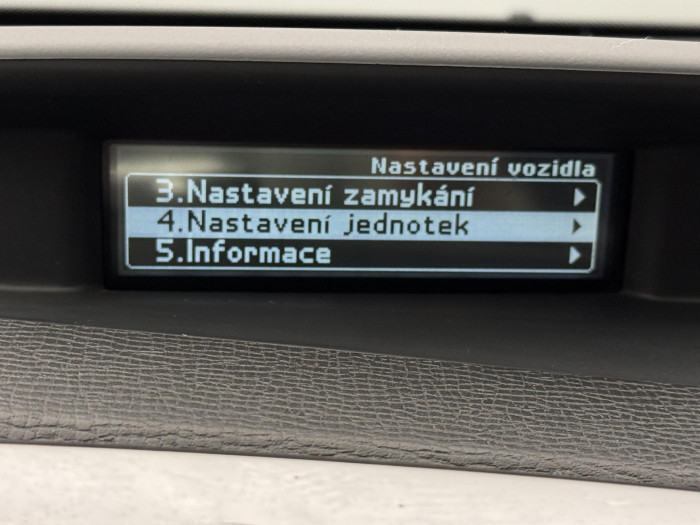 Nastavení vozidla
3.Nastavení zamykání
4.Nastavení jednotek
5.Informace